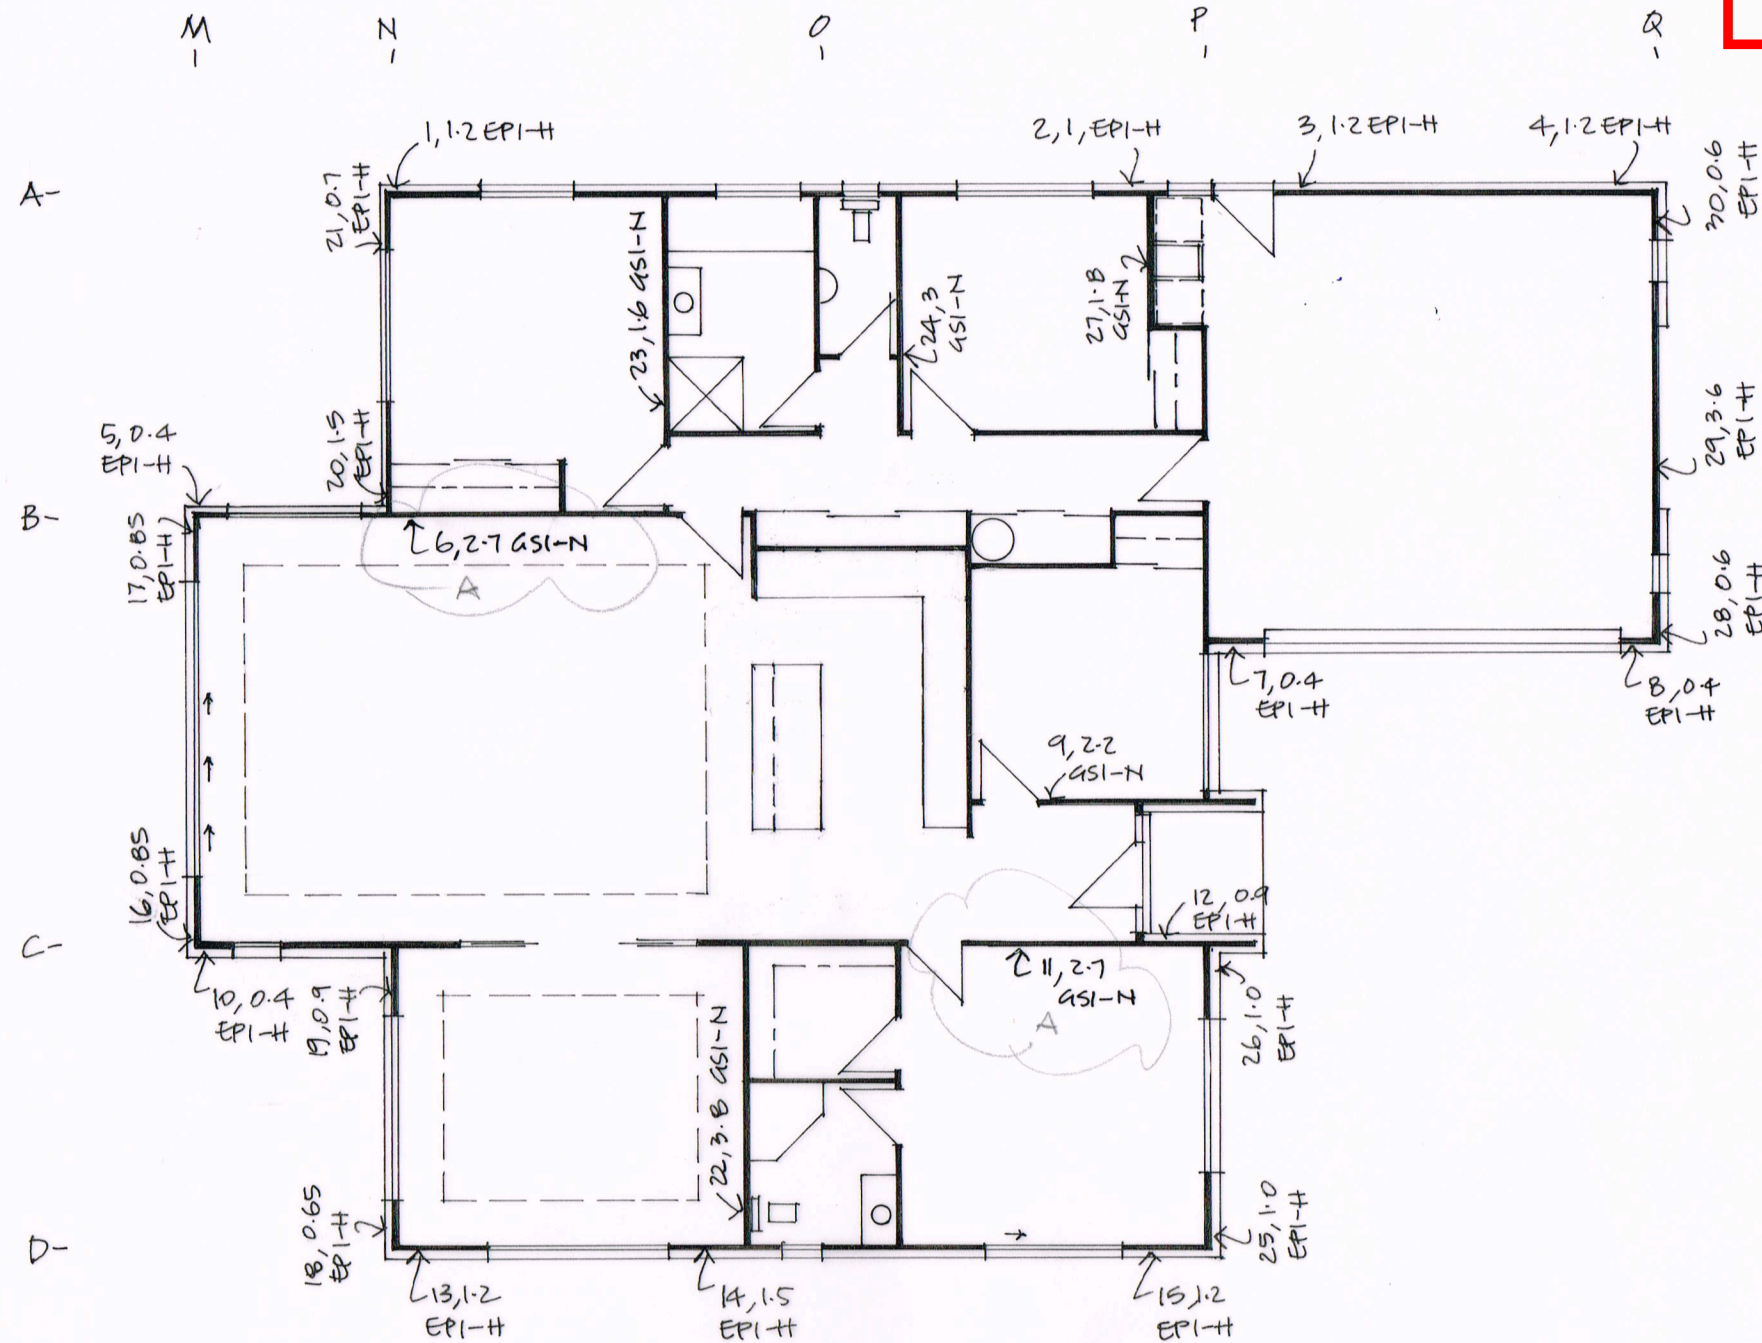 M N O P Q
1, 1.2 EP1-H
2, 1, EP1-H
3, 1.2 EP1-H
4, 1.2 EP1-H
A-
21, 0.7
EP1-H
30, 0.6
EP1-H
23, 1.6 GS1-N
24, 3
GS1-N
27, 1.8
GS1-N
5, 0.4
EP1-H
20, 1.5
EP1-H
29, 3.6
EP1-H
B-
6, 2.7 GS1-N
A
17, 0.85
EP1-H
28, 0.6
EP1-H
7, 0.4
EP1-H
8, 0.4
EP1-H
9, 2.2
GS1-N
16, 0.85
EP1-H
12, 0.9
EP1-H
C-
10, 0.4
EP1-H
19, 0.9
EP1-H
11, 2.7
GS1-N
A
26, 1.0
EP1-H
22, 3.8 GS1-N
18, 0.65
EP1-H
25, 1.0
EP1-H
D-
13, 1.2
EP1-H
14, 1.5
EP1-H
15, 1.2
EP1-H